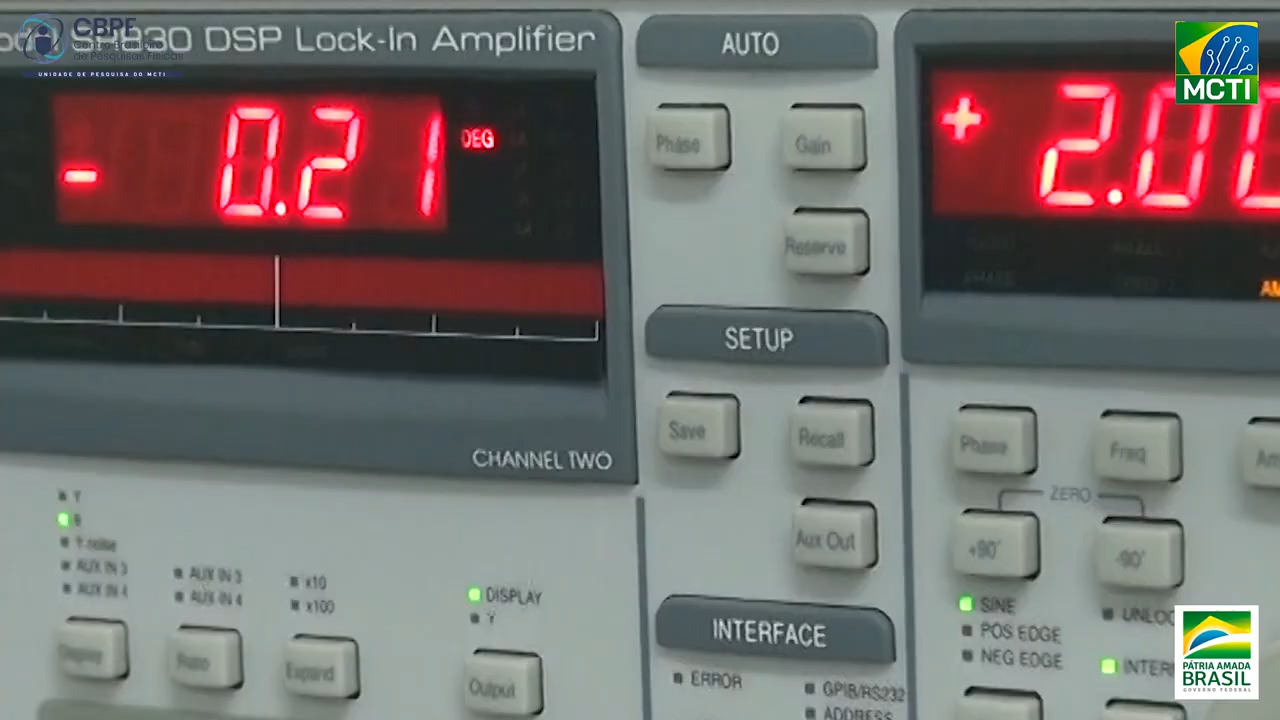 CBPF
Centro Brasileiro
de Pesquisas Físicas
UNIDADE DE PESQUISA DO MCTI
DSP Lock-In Amplifier
- 0.21 DEG
CHANNEL TWO
Y
θ
Y noise
AUX IN 3
AUX IN 4
AUX IN 3
AUX IN 4
x10
x100
DISPLAY
Y
Display
Ratio
Expand
Output
AUTO
Phase
Gain
Reserve
SETUP
Save
Recall
Aux Out
INTERFACE
ERROR
GPIB/RS232
ADDRESS
+ 2.00
Phase
Freq
ZERO
+90°
-90°
SINE
POS EDGE
NEG EDGE
MCTI
PÁTRIA AMADA
BRASIL
GOVERNO FEDERAL